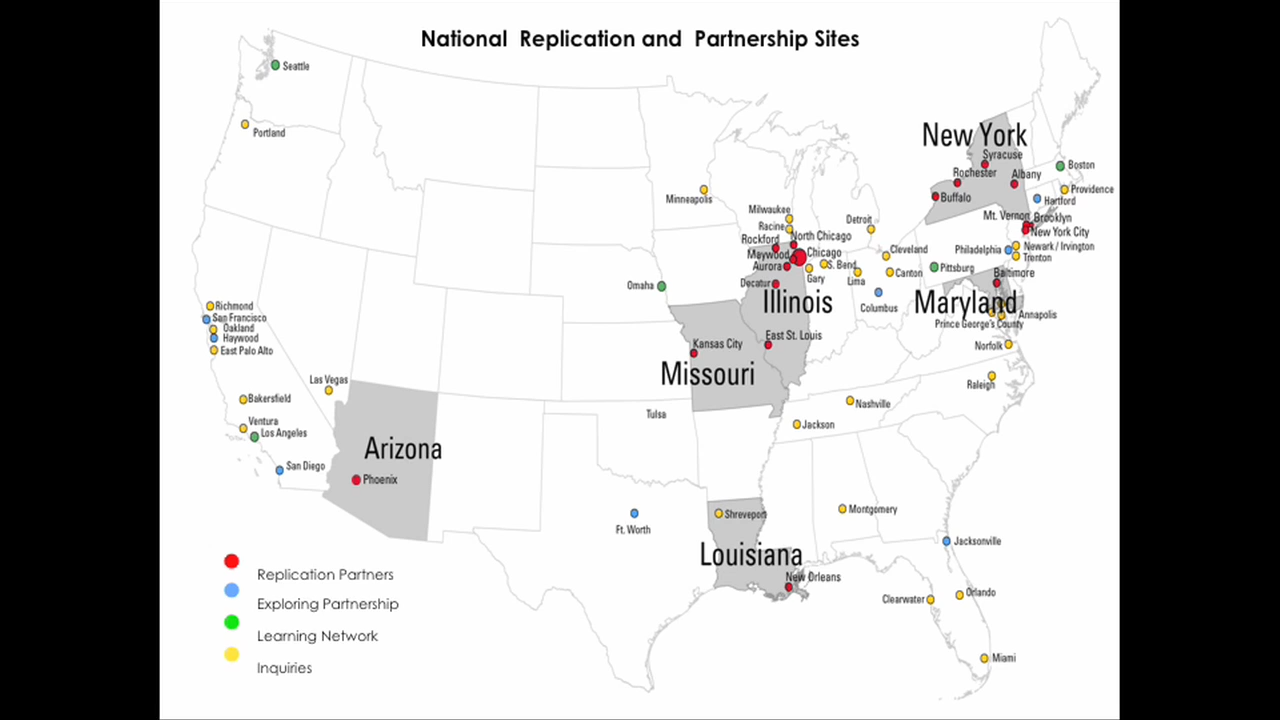 National Replication and Partnership Sites
Seattle
Portland
New York
Syracuse
Rochester
Albany
Boston
Buffalo
Providence
Hartford
Minneapolis
Milwaukee
Racine
Detroit
Mt. Vernon
Brooklyn
New York City
Rockford
North Chicago
Maywood
Chicago
Cleveland
Philadelphia
Newark / Irvington
Trenton
Aurora
Gary
S. Bend
Lima
Canton
Pittsburg
Baltimore
Omaha
Decatur
Illinois
Columbus
Maryland
Annapolis
Prince George's County
Richmond
San Francisco
Oakland
Haywood
East Palo Alto
Kansas City
East St. Louis
Norfolk
Missouri
Las Vegas
Raleigh
Bakersfield
Nashville
Tulsa
Ventura
Los Angeles
Jackson
Arizona
San Diego
Phoenix
Shreveport
Montgomery
Ft. Worth
Jacksonville
Louisiana
New Orleans
Clearwater
Orlando
Miami
Replication Partners
Exploring Partnership
Learning Network
Inquiries